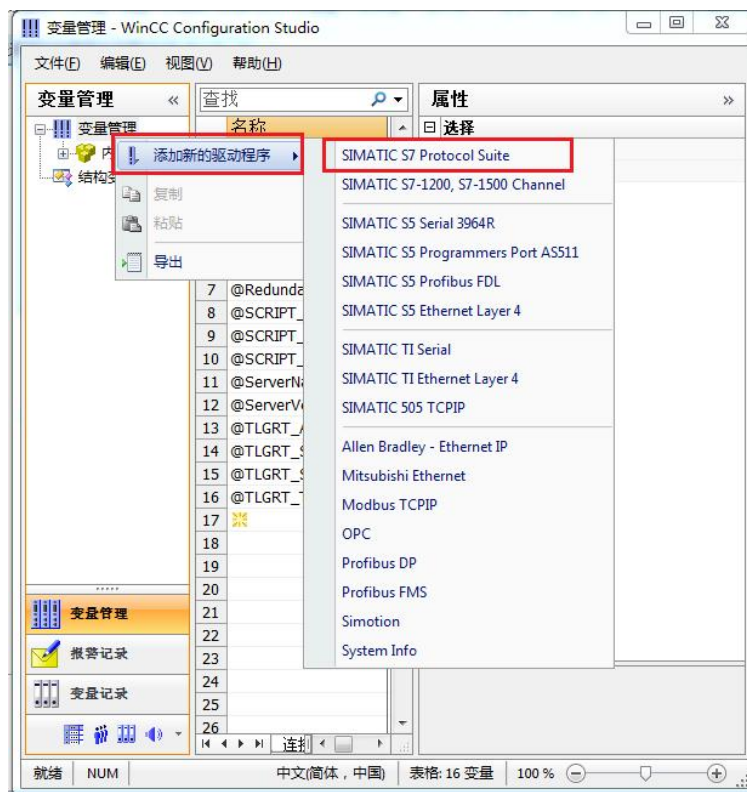 变量管理 - WinCC Configuration Studio
文件(F) 编辑(E) 视图(V) 帮助(H)
变量管理 «
查找
属性 »
变量管理
名称
选择
内
添加新的驱动程序
结构变
复制
粘贴
导出
SIMATIC S7 Protocol Suite
SIMATIC S7-1200, S7-1500 Channel
SIMATIC S5 Serial 3964R
SIMATIC S5 Programmers Port AS511
SIMATIC S5 Profibus FDL
SIMATIC S5 Ethernet Layer 4
SIMATIC TI Serial
SIMATIC TI Ethernet Layer 4
SIMATIC 505 TCPIP
Allen Bradley - Ethernet IP
Mitsubishi Ethernet
Modbus TCPIP
OPC
Profibus DP
Profibus FMS
Simotion
System Info
7 @Redunda
8 @SCRIPT_
9 @SCRIPT_
10 @SCRIPT_
11 @ServerNa
12 @ServerVe
13 @TLGRT_A
14 @TLGRT_S
15 @TLGRT_S
16 @TLGRT_T
17
18
19
20
21
22
23
24
25
26
变量管理
报警记录
变量记录
连接
就绪 NUM 中文(简体，中国) 表格: 16 变量 100 %